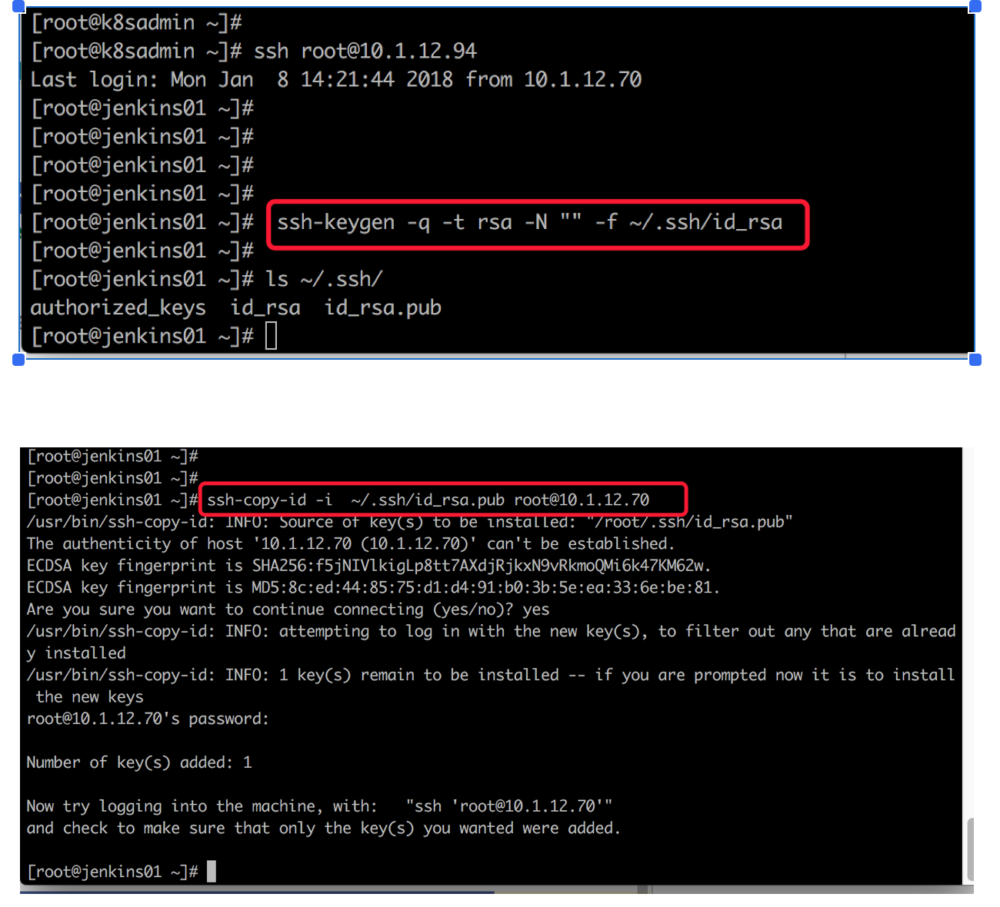 [root@k8sadmin ~]#
[root@k8sadmin ~]# ssh root@10.1.12.94
Last login: Mon Jan  8 14:21:44 2018 from 10.1.12.70
[root@jenkins01 ~]#
[root@jenkins01 ~]#
[root@jenkins01 ~]#
[root@jenkins01 ~]#
[root@jenkins01 ~]# ssh-keygen -q -t rsa -N "" -f ~/.ssh/id_rsa
[root@jenkins01 ~]#
[root@jenkins01 ~]# ls ~/.ssh/
authorized_keys  id_rsa  id_rsa.pub
[root@jenkins01 ~]#
[root@jenkins01 ~]#
[root@jenkins01 ~]#
[root@jenkins01 ~]# ssh-copy-id -i  ~/.ssh/id_rsa.pub root@10.1.12.70
/usr/bin/ssh-copy-id: INFO: Source of key(s) to be installed: "/root/.ssh/id_rsa.pub"
The authenticity of host '10.1.12.70 (10.1.12.70)' can't be established.
ECDSA key fingerprint is SHA256:f5jNIVlkigLp8tt7AXdjRjkxN9vRkmoQMi6k47KM62w.
ECDSA key fingerprint is MD5:8c:ed:44:85:75:d1:d4:91:b0:3b:5e:ea:33:6e:be:81.
Are you sure you want to continue connecting (yes/no)? yes
/usr/bin/ssh-copy-id: INFO: attempting to log in with the new key(s), to filter out any that are alread
y installed
/usr/bin/ssh-copy-id: INFO: 1 key(s) remain to be installed -- if you are prompted now it is to install
 the new keys
root@10.1.12.70's password:
Number of key(s) added: 1
Now try logging into the machine, with:   "ssh 'root@10.1.12.70'"
and check to make sure that only the key(s) you wanted were added.
[root@jenkins01 ~]#